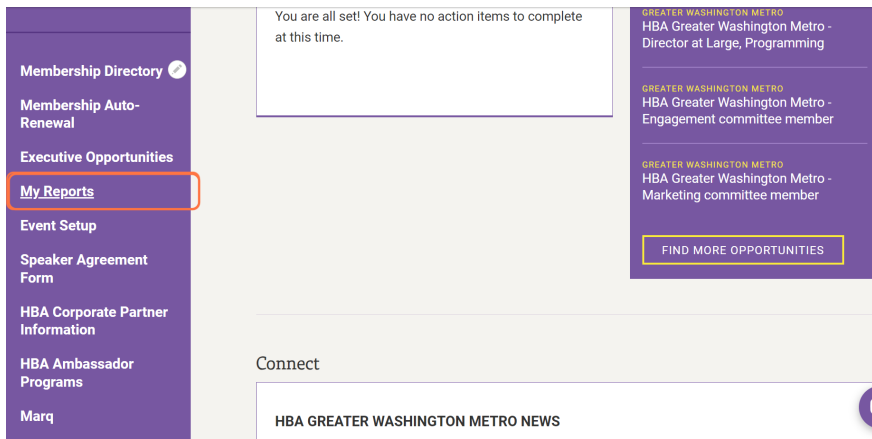 Membership Directory
Membership Auto-
Renewal
Executive Opportunities
My Reports
Event Setup
Speaker Agreement
Form
HBA Corporate Partner
Information
HBA Ambassador
Programs
Marq
You are all set! You have no action items to complete
at this time.
GREATER WASHINGTON METRO
HBA Greater Washington Metro -
Director at Large, Programming
GREATER WASHINGTON METRO
HBA Greater Washington Metro -
Engagement committee member
GREATER WASHINGTON METRO
HBA Greater Washington Metro -
Marketing committee member
FIND MORE OPPORTUNITIES
Connect
HBA GREATER WASHINGTON METRO NEWS